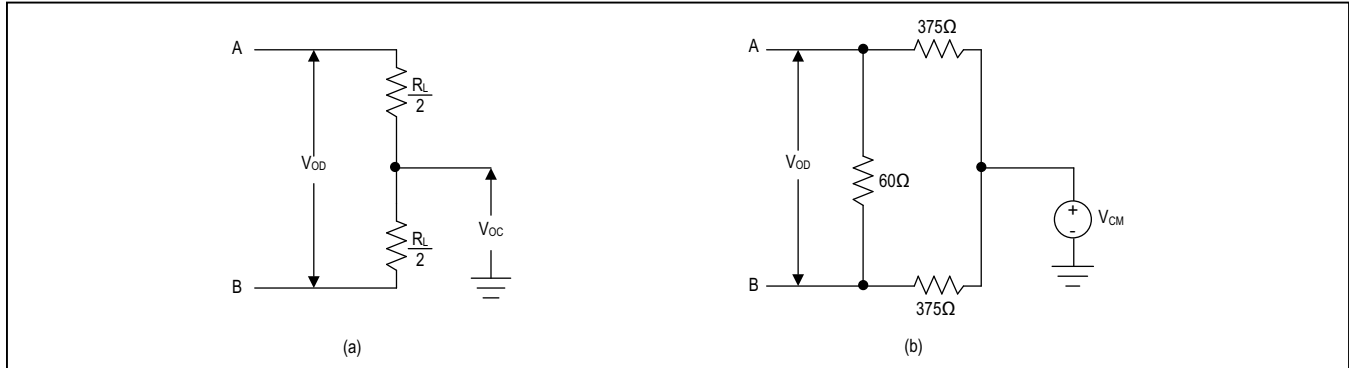 A
R_L
2
V_OD
V_OC
R_L
2
B
(a)
375Ω
A
V_OD
60Ω
V_CM
+
-
B
375Ω
(b)